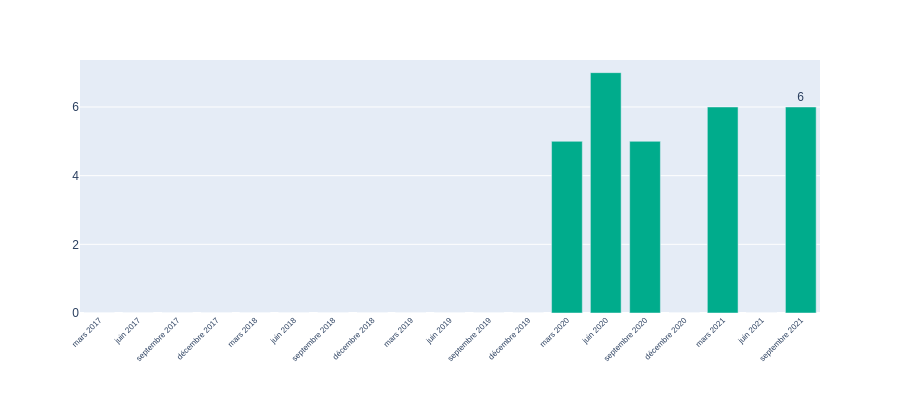 6
6
4
2
0
mars 2017
juin 2017
septembre 2017
décembre 2017
mars 2018
juin 2018
septembre 2018
décembre 2018
mars 2019
juin 2019
septembre 2019
décembre 2019
mars 2020
juin 2020
septembre 2020
décembre 2020
mars 2021
juin 2021
septembre 2021